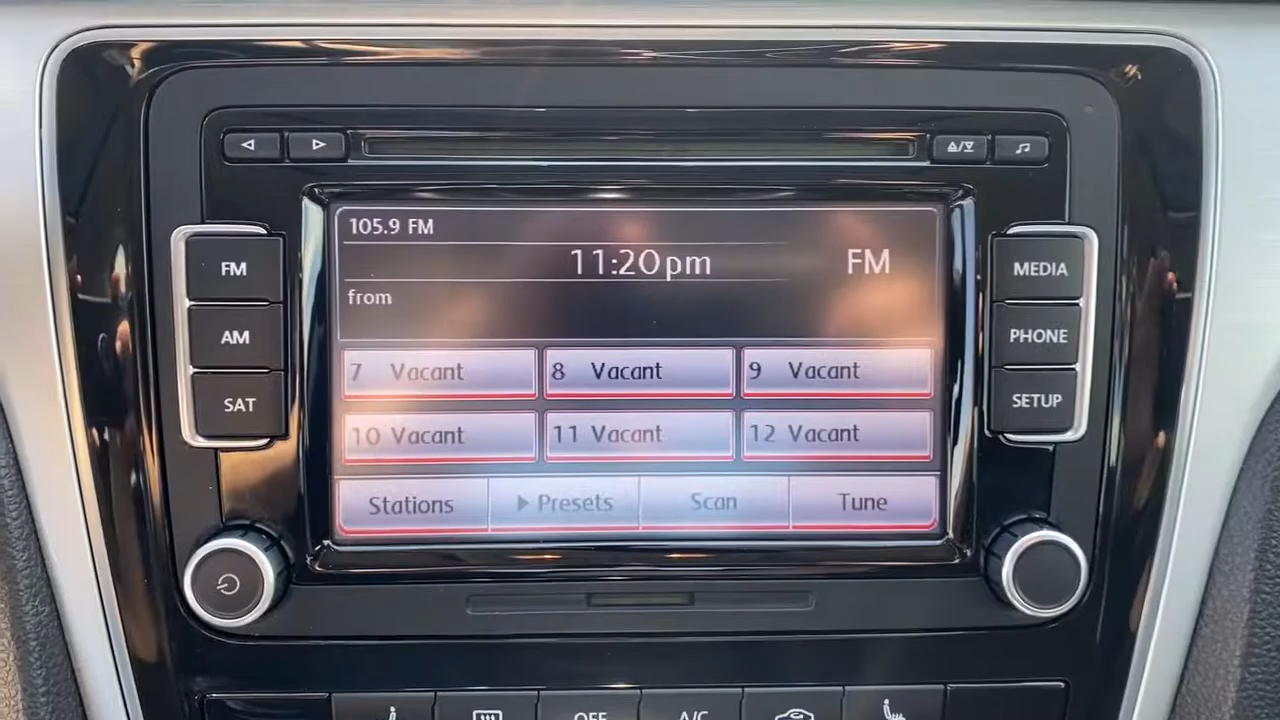 105.9 FM
11:20pm FM
from
7 Vacant 8 Vacant 9 Vacant
10 Vacant 11 Vacant 12 Vacant
Stations Presets Scan Tune
FM
AM
SAT
MEDIA
PHONE
SETUP
OFF A/C